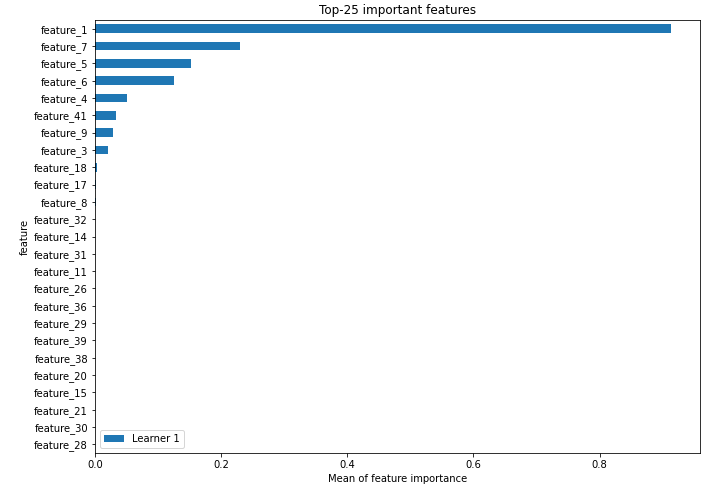 Top-25 important features
feature_1
feature_7
feature_5
feature_6
feature_4
feature_41
feature_9
feature_3
feature_18
feature_17
feature_8
feature_32
feature_14
feature_31
feature_11
feature_26
feature_36
feature_29
feature_39
feature_38
feature_20
feature_15
feature_21
feature_30
feature_28
feature
Learner 1
0.0 0.2 0.4 0.6 0.8
Mean of feature importance